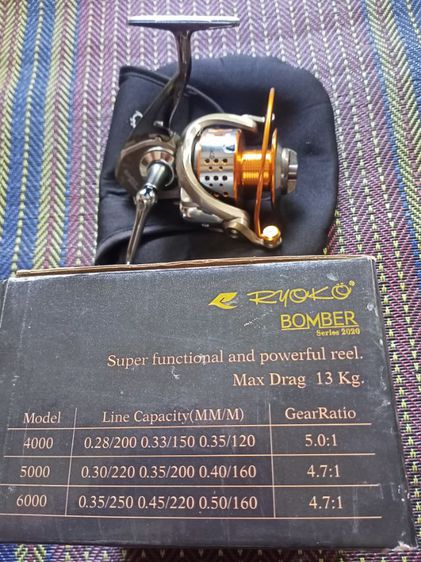 RYOKÖ®
BOMBER
Series 2020
Super functional and powerful reel.
Max Drag 13 Kg.
Model Line Capacity(MM/M) GearRatio
4000 0.28/200 0.33/150 0.35/120 5.0:1
5000 0.30/220 0.35/200 0.40/160 4.7:1
6000 0.35/250 0.45/220 0.50/160 4.7:1